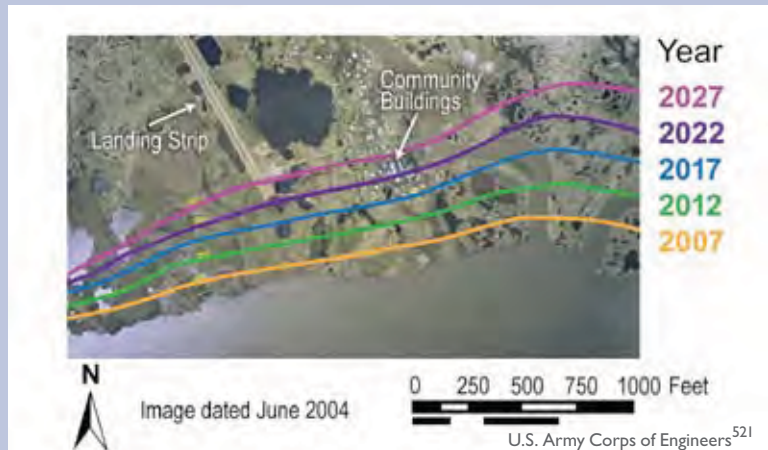 Year
2027
2022
2017
2012
2007
Community
Buildings
Landing Strip
N
Image dated June 2004
0 250 500 750 1000 Feet
U.S. Army Corps of Engineers521